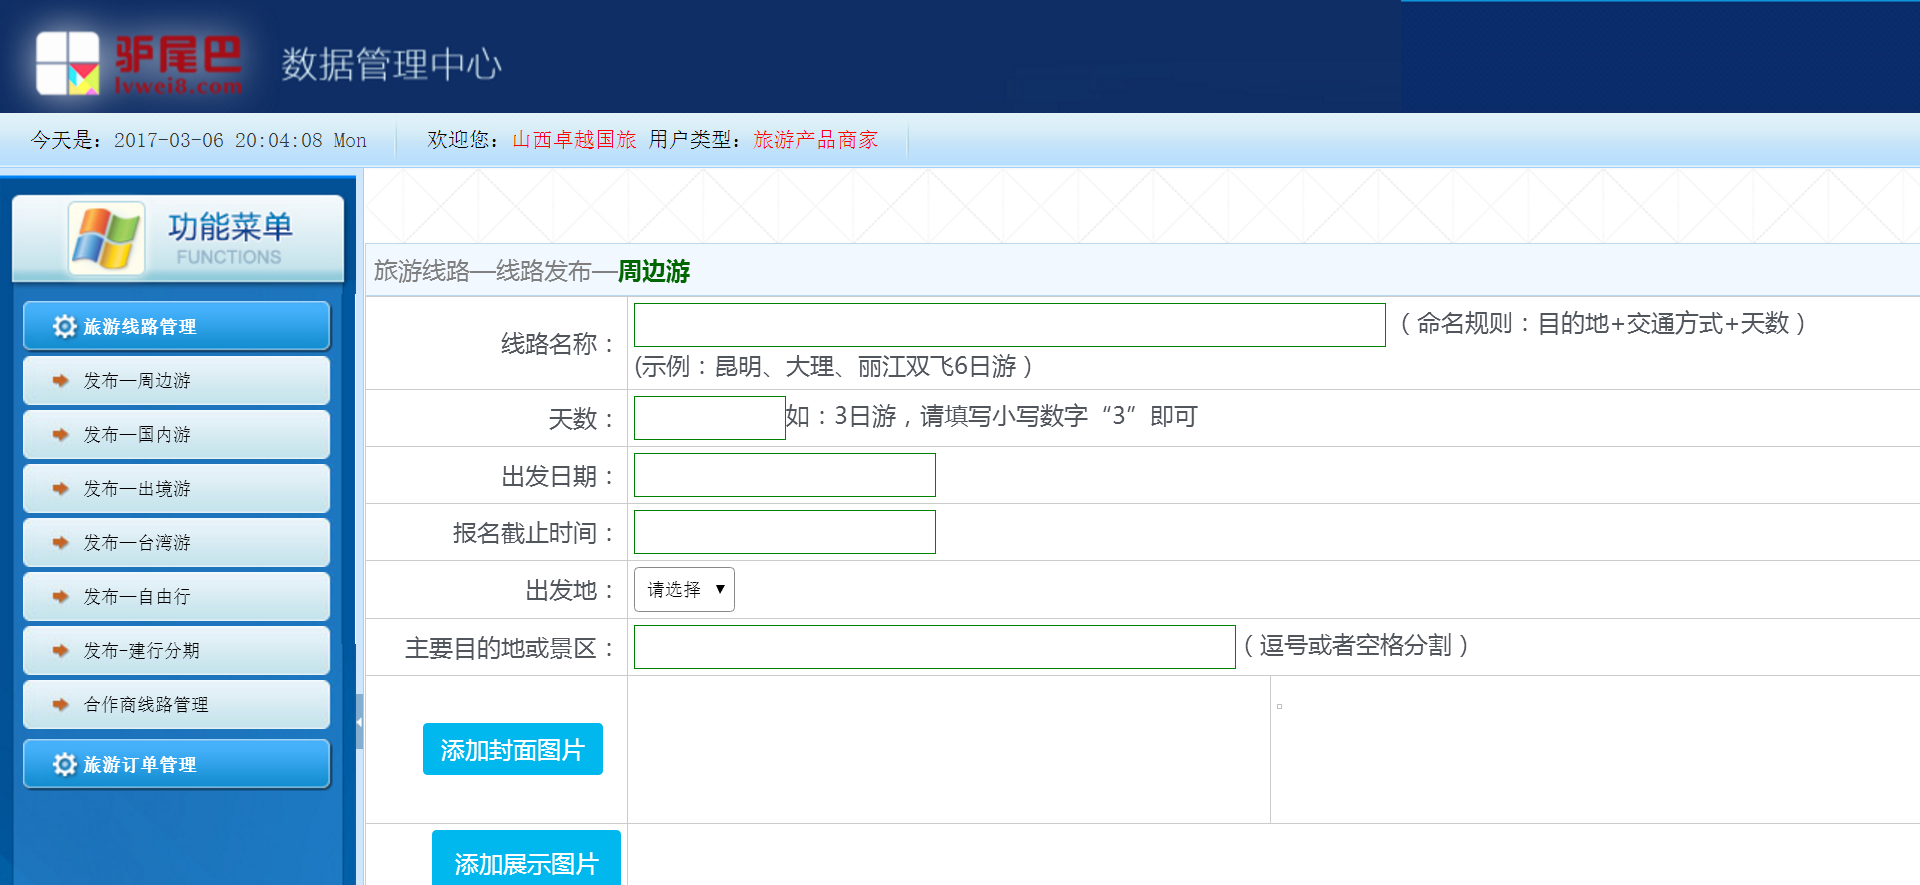 驴尾巴
lvwei8.com
数据管理中心
今天是：2017-03-06 20:04:08 Mon
欢迎您：山西卓越国旅 用户类型：旅游产品商家
功能菜单
FUNCTIONS
旅游线路管理
发布—周边游
发布—国内游
发布—出境游
发布—台湾游
发布—自由行
发布-建行分期
合作商线路管理
旅游订单管理
旅游线路—线路发布—周边游
线路名称：
（命名规则：目的地+交通方式+天数）
(示例：昆明、大理、丽江双飞6日游）
天数：
如：3日游，请填写小写数字“3”即可
出发日期：
报名截止时间：
出发地：
请选择
主要目的地或景区：
（逗号或者空格分割）
添加封面图片
添加展示图片